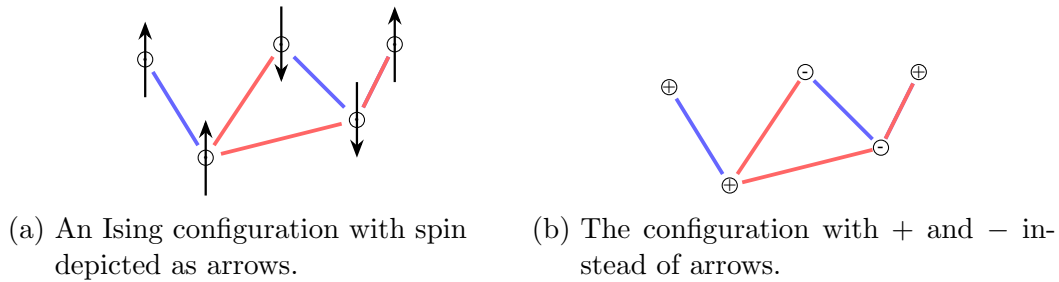 +
-
+
+
-
(a) An Ising configuration with spin
depicted as arrows.
(b) The configuration with + and − in-
stead of arrows.